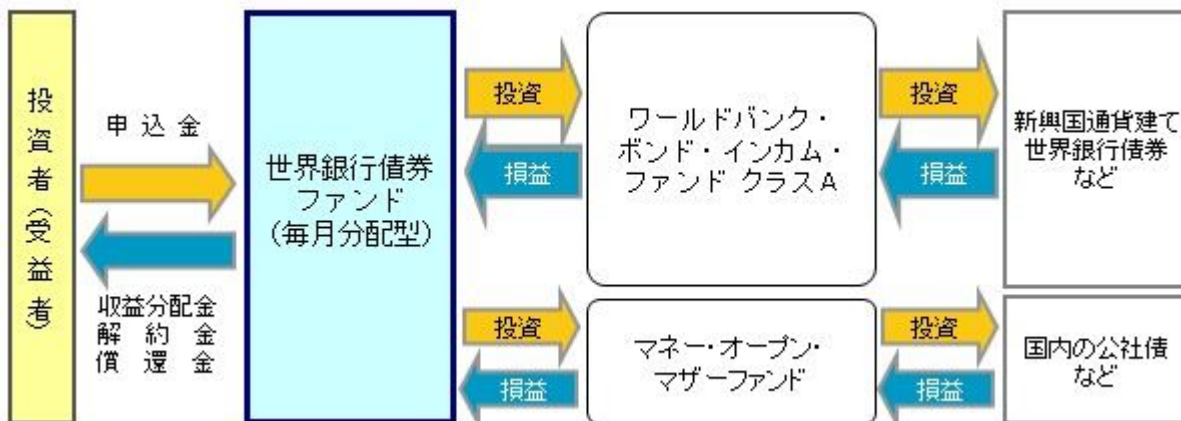 投資者(受益者)
申込金
収益分配金
解約金
償還金
世界銀行債券
ファンド
(毎月分配型)
投資
損益
ワールドバンク・
ボンド・インカム・
ファンド クラスA
投資
損益
新興国通貨建て
世界銀行債券
など
投資
損益
マネー・オープン・
マザーファンド
投資
損益
国内の公社債
など